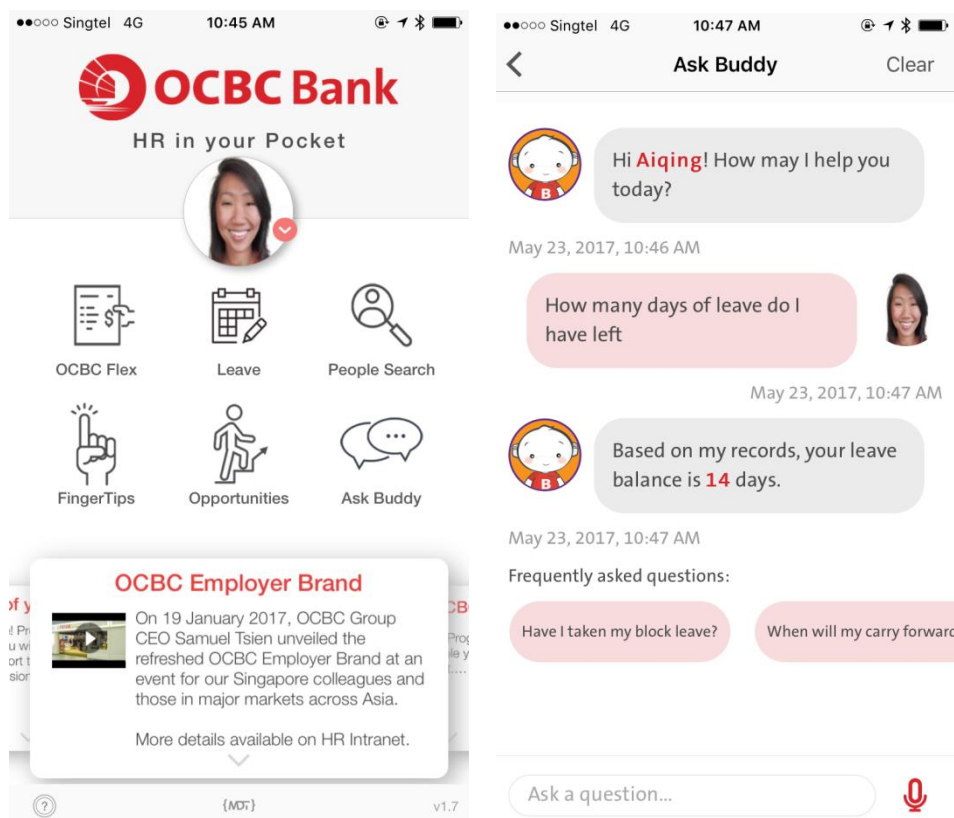 Singtel 4G 10:45 AM
OCBC Bank
HR in your Pocket
OCBC Flex Leave People Search
FingerTips Opportunities Ask Buddy
OCBC Employer Brand
On 19 January 2017, OCBC Group
CEO Samuel Tsien unveiled the
refreshed OCBC Employer Brand at an
event for our Singapore colleagues and
those in major markets across Asia.
More details available on HR Intranet.
? {MDT} v1.7
Singtel 4G 10:47 AM
Ask Buddy Clear
Hi Aiqing! How may I help you
today?
B
May 23, 2017, 10:46 AM
How many days of leave do I
have left
May 23, 2017, 10:47 AM
Based on my records, your leave
balance is 14 days.
B
May 23, 2017, 10:47 AM
Frequently asked questions:
Have I taken my block leave? When will my carry forward
Ask a question...